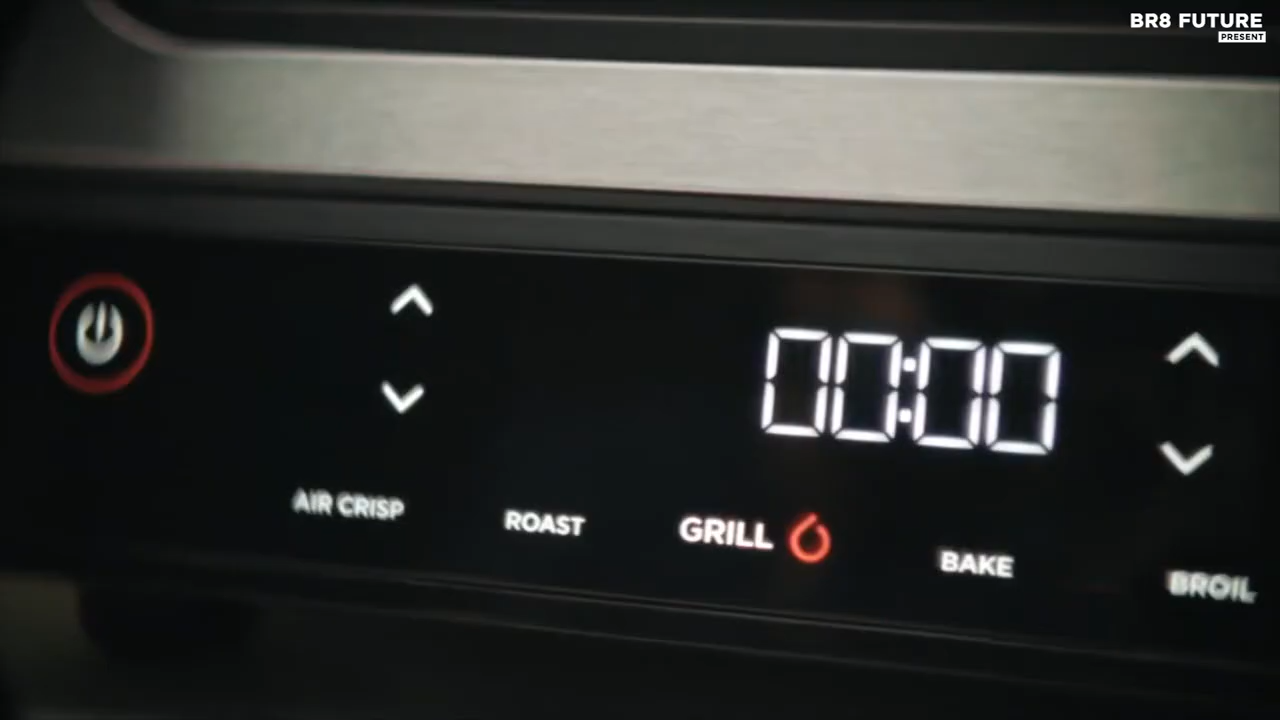 BR8 FUTURE
PRESENT
00:00
AIR CRISP
ROAST
GRILL
BAKE
BROIL